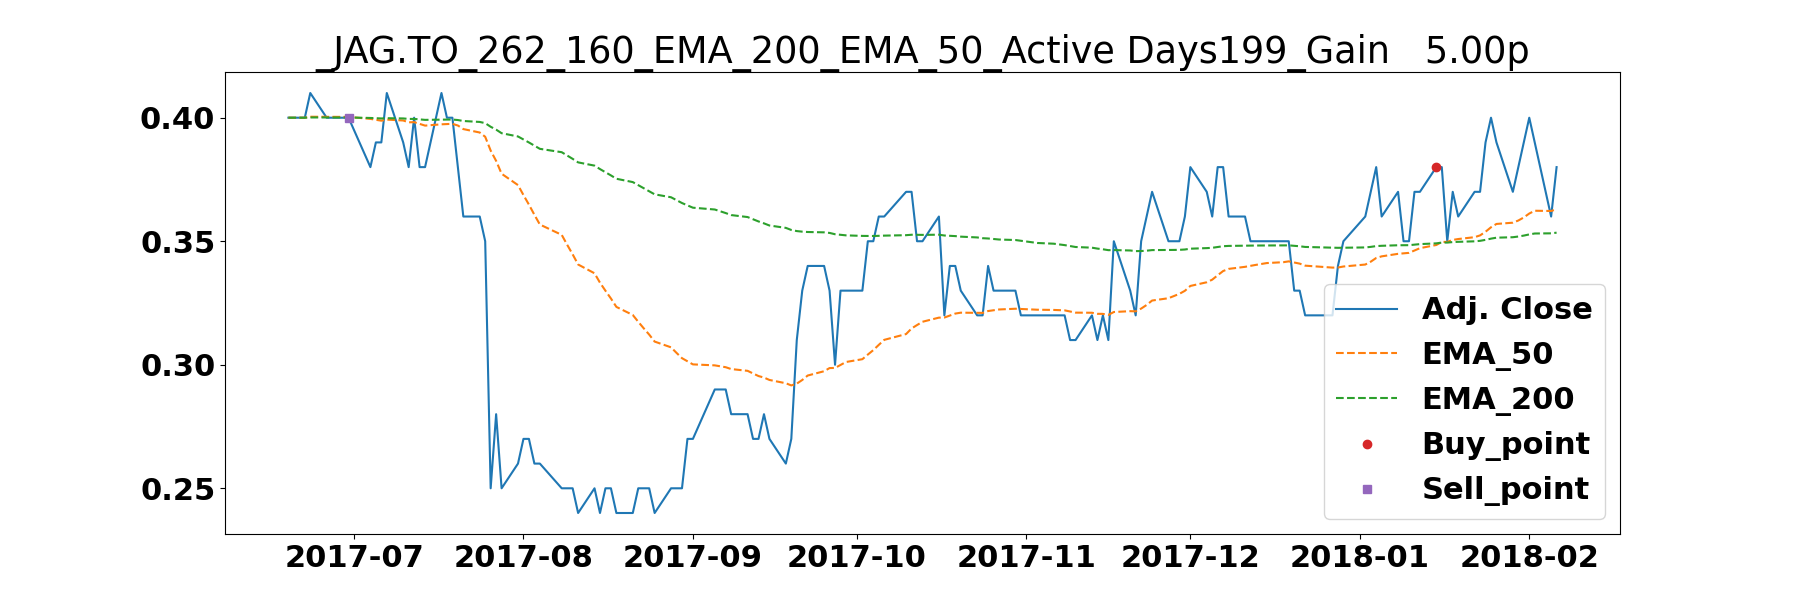 _JAG.TO_262_160_EMA_200_EMA_50_Active Days199_Gain   5.00p
0.40
0.35
0.30
0.25
Adj. Close
EMA_50
EMA_200
Buy_point
Sell_point
2017-07 2017-08 2017-09 2017-10 2017-11 2017-12 2018-01 2018-02